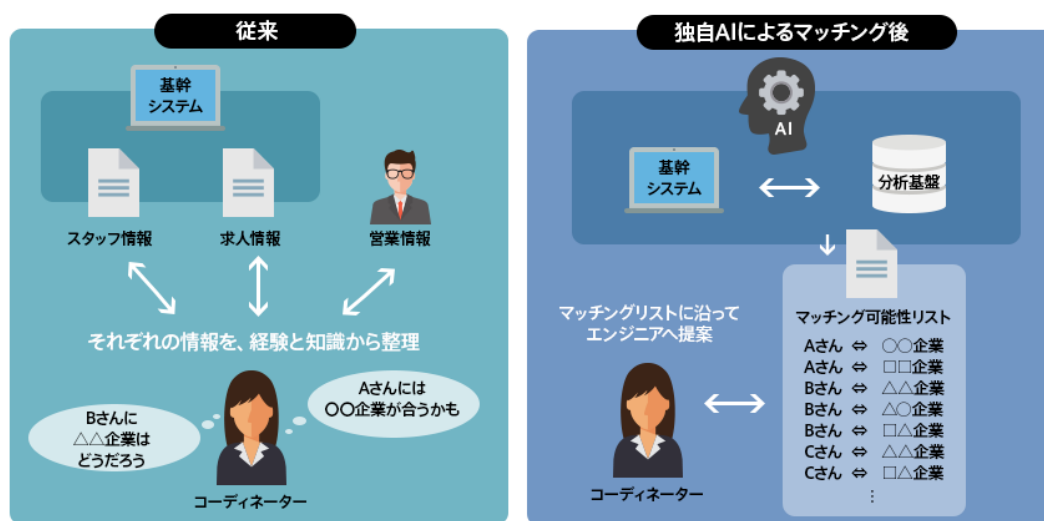 従来
基幹
システム
スタッフ情報
求人情報
営業情報
それぞれの情報を、経験と知識から整理
Aさんには
〇〇企業が合うかも
Bさんに
△△企業は
どうだろう
コーディネーター
独自AIによるマッチング後
AI
基幹
システム
分析基盤
マッチングリストに沿って
エンジニアへ提案
コーディネーター
マッチング可能性リスト
Aさん ⇔ 〇〇企業
Aさん ⇔ □□企業
Bさん ⇔ △△企業
Bさん ⇔ △〇企業
Bさん ⇔ □△企業
Cさん ⇔ △△企業
Cさん ⇔ □△企業
⋮